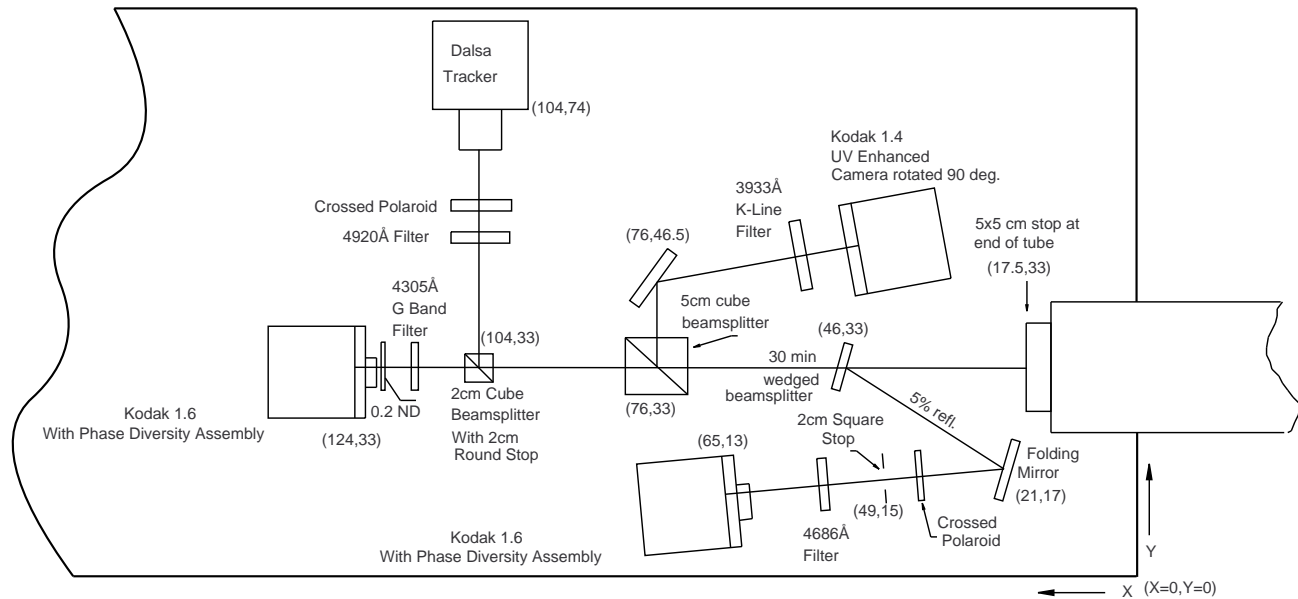 Dalsa
Tracker
(104,74)
Kodak 1.4
UV Enhanced
Camera rotated 90 deg.
3933Å
K-Line
Filter
Crossed Polaroid
4920Å Filter
(76,46.5)
5x5 cm stop at
end of tube
(17.5,33)
4305Å
G Band
Filter
5cm cube
beamsplitter
(104,33)
(46,33)
30 min
wedged
beamsplitter
2cm Cube
Beamsplitter
With 2cm
Round Stop
(76,33)
0.2 ND
Kodak 1.6
With Phase Diversity Assembly
(124,33)
5% refl.
2cm Square
Stop
(65,13)
Folding
Mirror
(21,17)
(49,15)
Crossed
Polaroid
4686Å
Filter
Kodak 1.6
With Phase Diversity Assembly
Y
X
(X=0,Y=0)